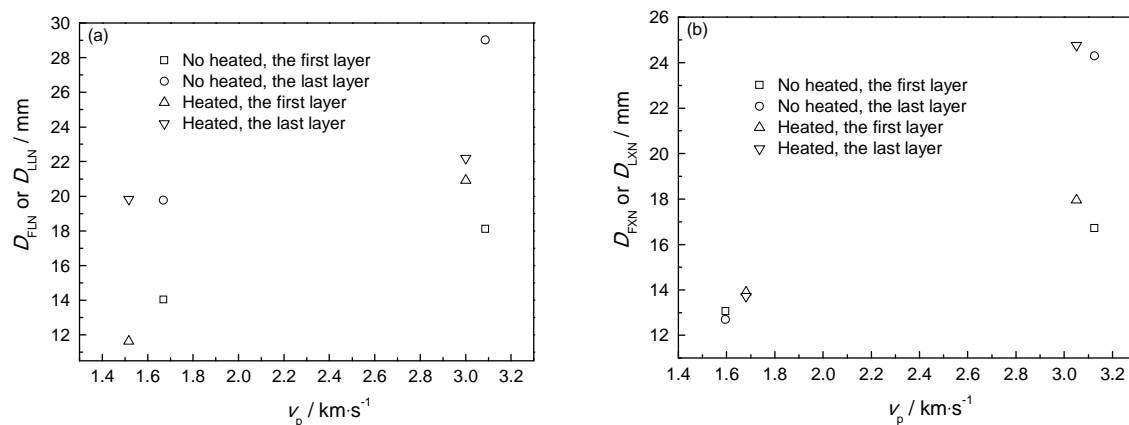 (a)
No heated, the first layer
No heated, the last layer
Heated, the first layer
Heated, the last layer
30
28
26
24
22
20
18
16
14
12
D_FLN or D_LLN / mm
1.4 1.6 1.8 2.0 2.2 2.4 2.6 2.8 3.0 3.2
v_p / km·s⁻¹
(b)
No heated, the first layer
No heated, the last layer
Heated, the first layer
Heated, the last layer
26
24
22
20
18
16
14
12
D_FXN or D_LXN / mm
1.4 1.6 1.8 2.0 2.2 2.4 2.6 2.8 3.0 3.2
v_p / km·s⁻¹